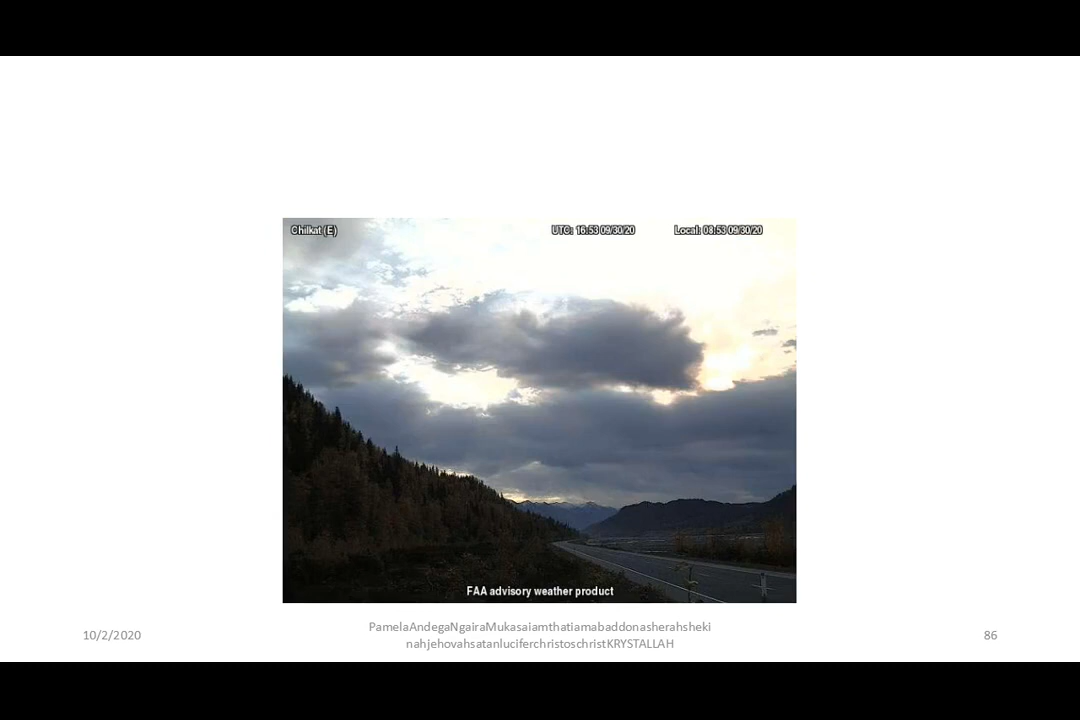 Chilkat (E) UTC: 16:53 09/30/20 Local: 08:53 09/30/20
FAA advisory weather product
10/2/2020
PamelaAndegaNgairaMukasaiamthatiamabaddonasherahsheki
nahjehovahsatanluciferchristoschristKRYSTALLAH
86